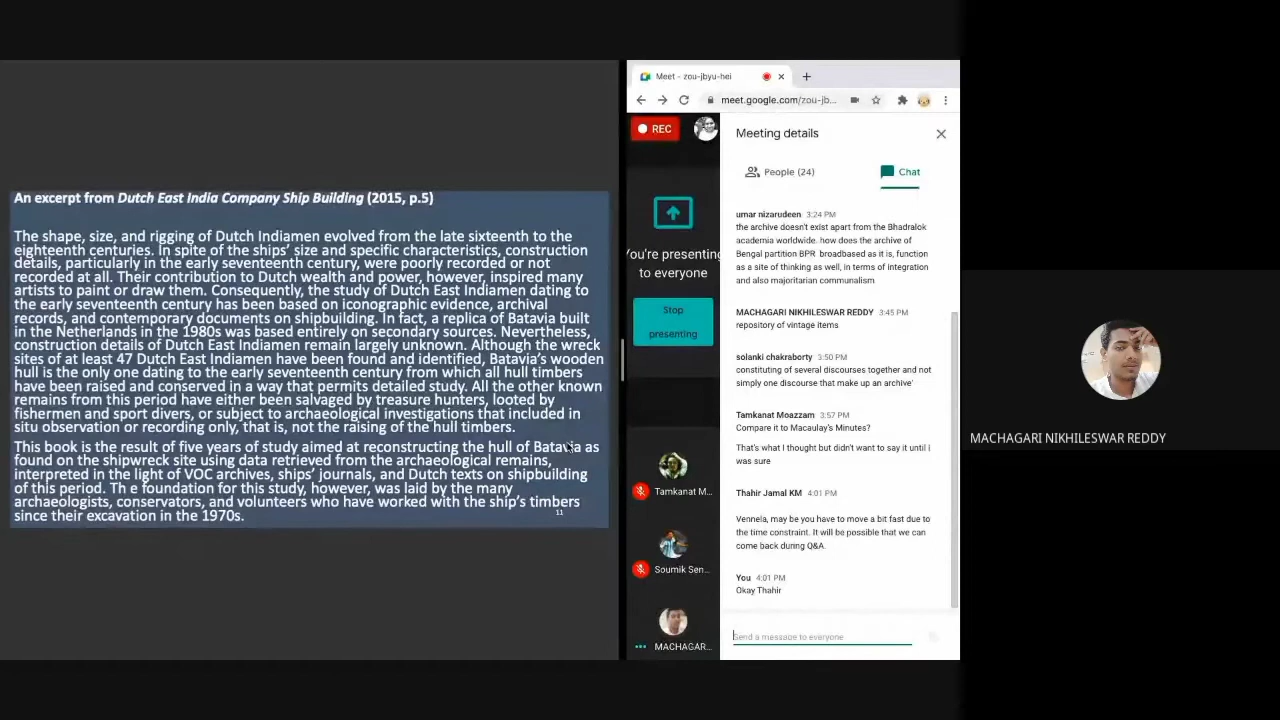 An excerpt from Dutch East India Company Ship Building (2015, p.5)
The shape, size, and rigging of Dutch Indiamen evolved from the late sixteenth to the
eighteenth centuries. In spite of the ships' size and specific characteristics, construction
details, particularly in the early seventeenth century, were poorly recorded or not
recorded at all. Their contribution to Dutch wealth and power, however, inspired many
artists to paint or draw them. Consequently, the study of Dutch East Indiamen dating to
the early seventeenth century has been based on iconographic evidence, archival
records, and contemporary documents on shipbuilding. In fact, a replica of Batavia built
in the Netherlands in the 1980s was based entirely on secondary sources. Nevertheless,
construction details of Dutch East Indiamen remain largely unknown. Although the wreck
sites of at least 47 Dutch East Indiamen have been found and identified, Batavia's wooden
hull is the only one dating to the early seventeenth century from which all hull timbers
have been raised and conserved in a way that permits detailed study. All the other known
remains from this period have either been salvaged by treasure hunters, looted by
fishermen and sport divers, or subject to archaeological investigations that included in
situ observation or recording only, that is, not the raising of the hull timbers.
This book is the result of five years of study aimed at reconstructing the hull of Batavia as
found on the shipwreck site using data retrieved from the archaeological remains,
interpreted in the light of VOC archives, ships' journals, and Dutch texts on shipbuilding
of this period. Th e foundation for this study, however, was laid by the many
archaeologists, conservators, and volunteers who have worked with the ship's timbers
since their excavation in the 1970s.
11
Meet - zou-jbyu-hei
meet.google.com/zou-jb...
REC
You're presenting
to everyone
Stop
presenting
Tamkanat M...
Soumik Sen...
MACHAGAR...
Meeting details
People (24)
Chat
umar nizarudeen 3:24 PM
the archive doesn't exist apart from the Bhadralok
academia worldwide. how does the archive of
Bengal partition BPR broadbased as it is, function
as a site of thinking as well, in terms of integration
and also majoritarian communalism
MACHAGARI NIKHILESWAR REDDY 3:45 PM
repository of vintage items
solanki chakraborty 3:50 PM
constituting of several discourses together and not
simply one discourse that make up an archive'
Tamkanat Moazzam 3:57 PM
Compare it to Macaulay's Minutes?
That's what I thought but didn't want to say it until i
was sure
Thahir Jamal KM 4:01 PM
Vennela, may be you have to move a bit fast due to
the time constraint. It will be possible that we can
come back during Q&A.
You 4:01 PM
Okay Thahir
Send a message to everyone
MACHAGARI NIKHILESWAR REDDY